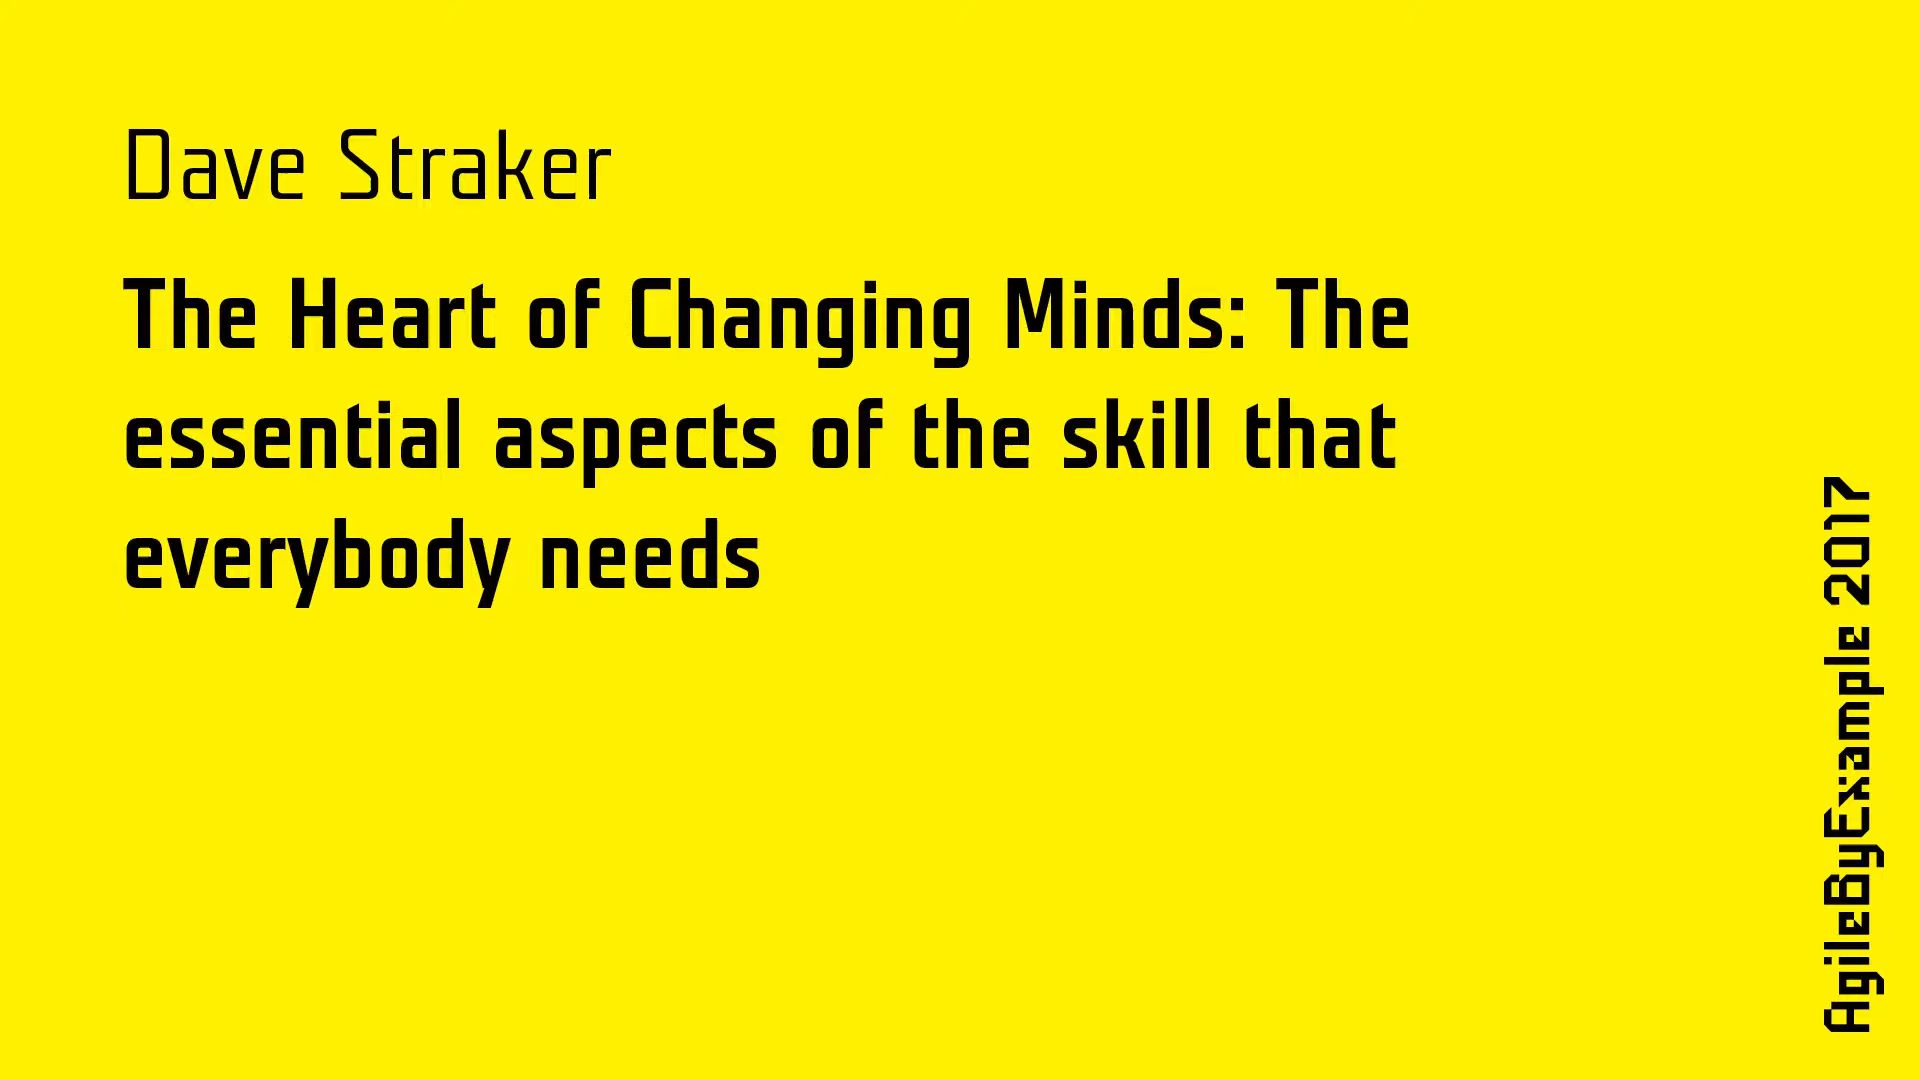 Dave Straker
The Heart of Changing Minds: The
essential aspects of the skill that
everybody needs
AgileByExample 2017